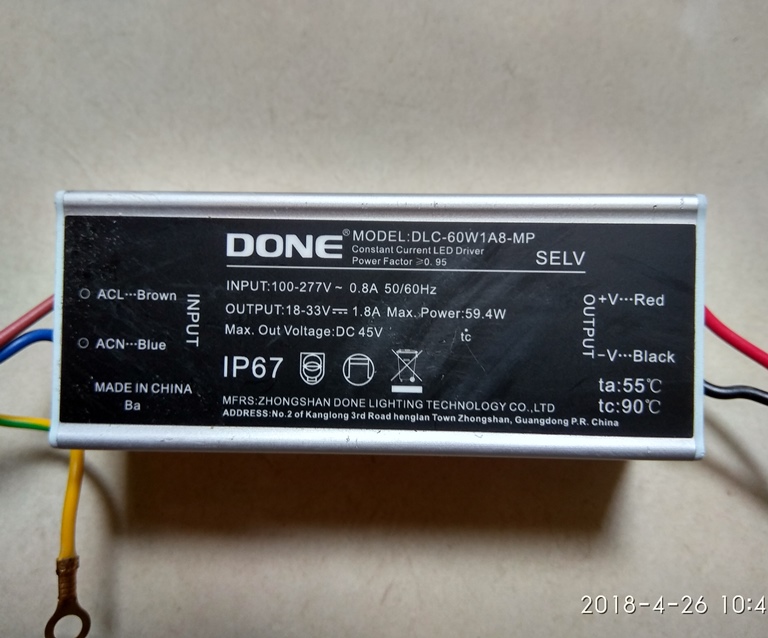 DONE® MODEL:DLC-60W1A8-MP
Constant Current LED Driver
Power Factor ≥0.95
SELV
INPUT:100-277V~ 0.8A 50/60Hz
OUTPUT:18-33V⎓ 1.8A Max. Power:59.4W
Max. Out Voltage:DC 45V
tc
ACL···Brown
ACN···Blue
INPUT
MADE IN CHINA
Ba
IP67
OUTPUT
+V···Red
-V···Black
ta:55℃
tc:90℃
MFRS:ZHONGSHAN DONE LIGHTING TECHNOLOGY CO.,LTD
ADDRESS:No.2 of Kanglong 3rd Road henglan Town Zhongshan, Guangdong P.R. China
2018-4-26 10:4